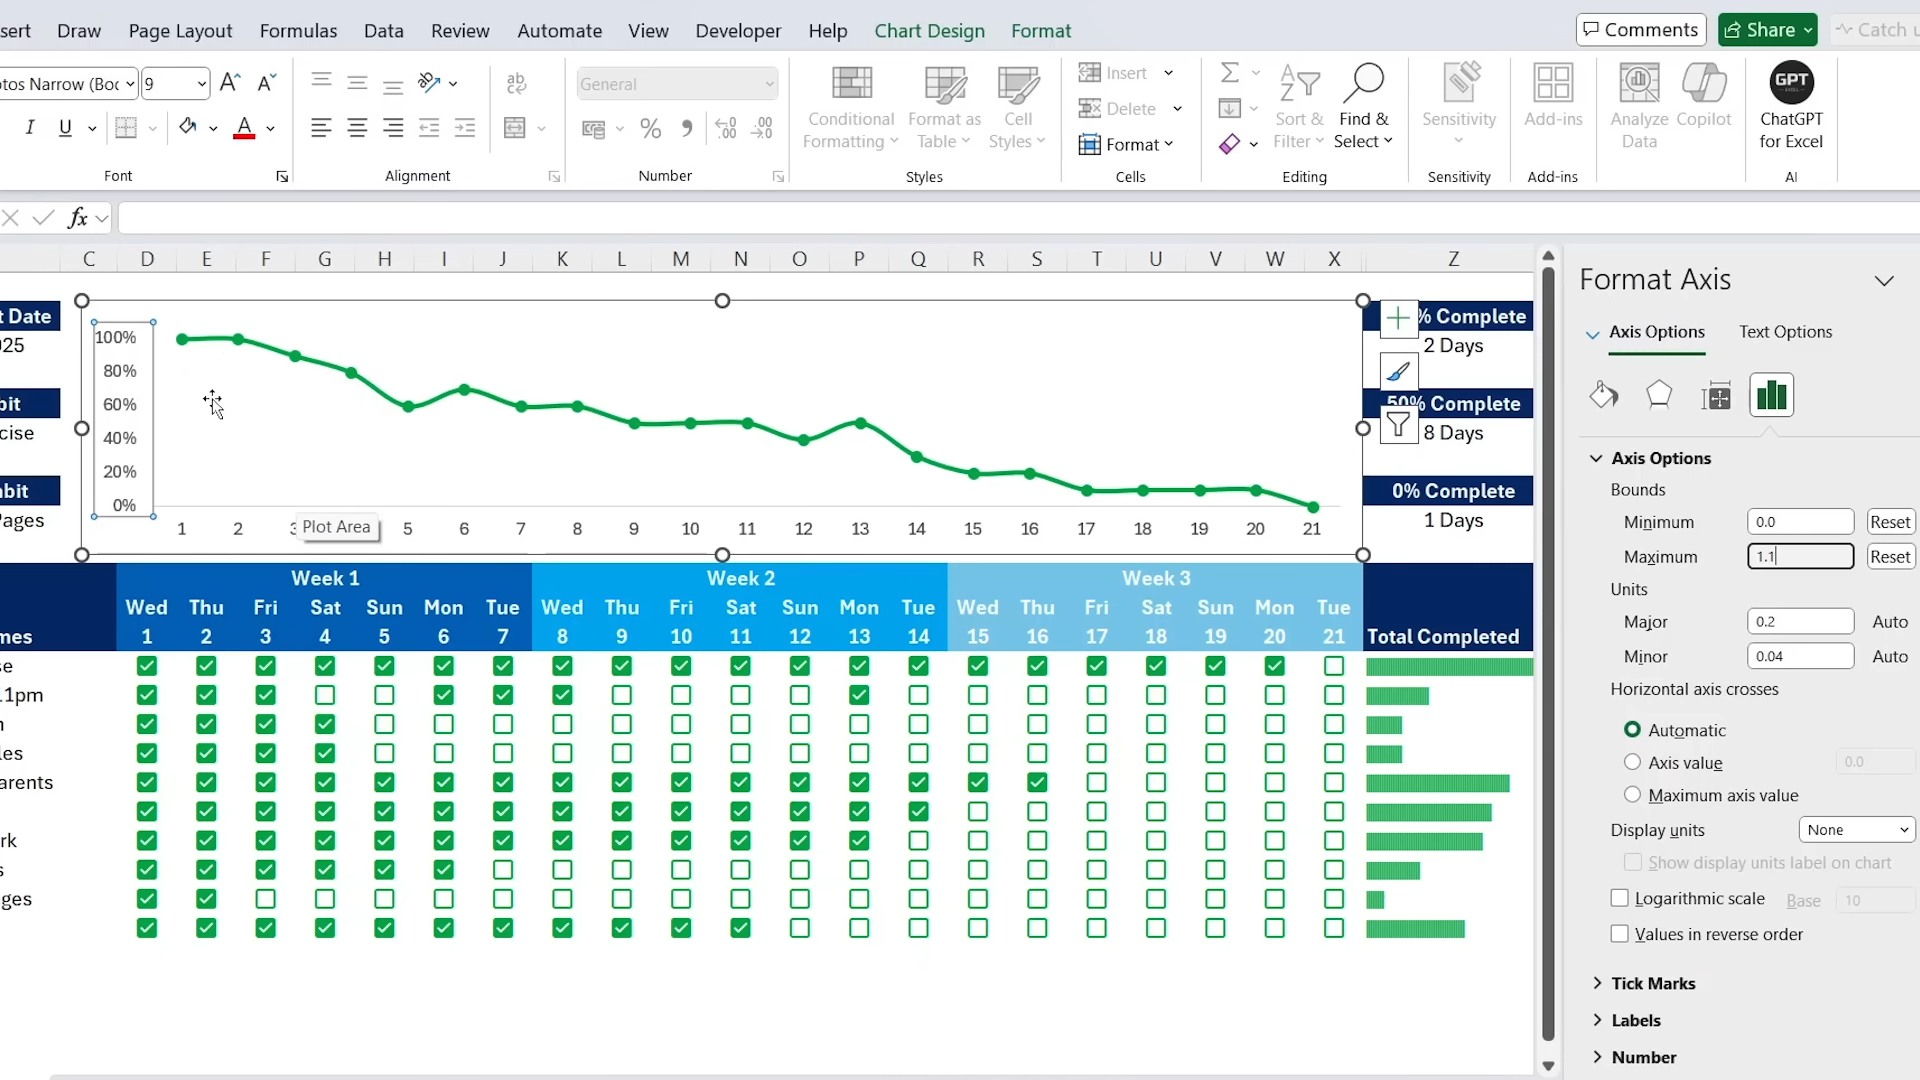 sert Draw Page Layout Formulas Data Review Automate View Developer Help Chart Design Format Comments Share Catch u
otos Narrow (Boc 9 General
I U A
Conditional Formatting
Format as Table
Cell Styles
Insert
Delete
Format
Sort & Filter
Find & Select
Sensitivity
Add-ins
Analyze Data
Copilot
GPT
ChatGPT for Excel
Font Alignment Number Styles Cells Editing Sensitivity Add-ins AI
fx
C D E F G H I J K L M N O P Q R S T U V W X Z
t Date
025
bit
cise
abit
Pages
100%
80%
60%
40%
20%
0%
1 2 3 5 6 7 8 9 10 11 12 13 14 15 16 17 18 19 20 21
Plot Area
% Complete
2 Days
50% Complete
8 Days
0% Complete
1 Days
Week 1 Week 2 Week 3
Wed Thu Fri Sat Sun Mon Tue Wed Thu Fri Sat Sun Mon Tue Wed Thu Fri Sat Sun Mon Tue
mes 1 2 3 4 5 6 7 8 9 10 11 12 13 14 15 16 17 18 19 20 21 Total Completed
se
11pm
les
arents
rk
s
ges
Format Axis
Axis Options Text Options
Axis Options
Bounds
Minimum 0.0 Reset
Maximum 1.1 Reset
Units
Major 0.2 Auto
Minor 0.04 Auto
Horizontal axis crosses
Automatic
Axis value 0.0
Maximum axis value
Display units None
Show display units label on chart
Logarithmic scale Base 10
Values in reverse order
Tick Marks
Labels
Number